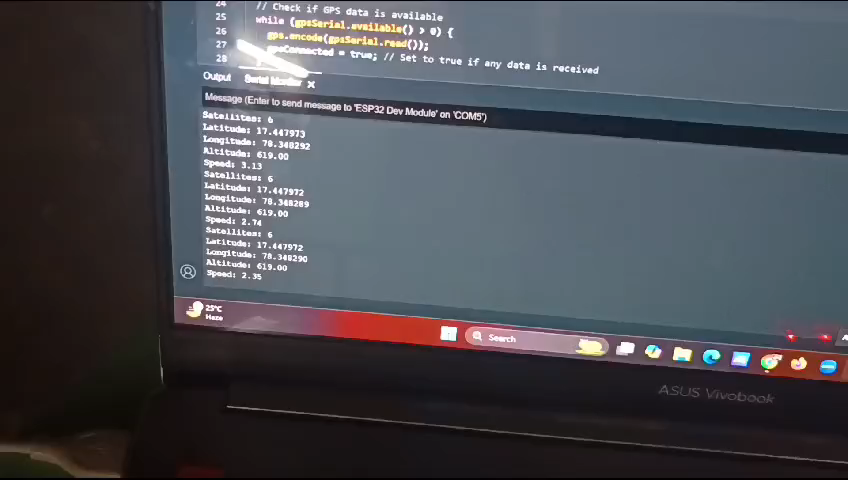 24
// Check if GPS data is available
25 while (gpsSerial.available() > 0) {
26 gps.encode(gpsSerial.read());
27 gpsConnected = true; // Set to true if any data is received
28 }
Output Serial Monitor X
Message (Enter to send message to 'ESP32 Dev Module' on 'COM5')
Satellites: 6
Latitude: 17.447973
Longitude: 78.348292
Altitude: 619.00
Speed: 3.13
Satellites: 6
Latitude: 17.447972
Longitude: 78.348289
Altitude: 619.00
Speed: 2.74
Satellites: 6
Latitude: 17.447972
Longitude: 78.348290
Altitude: 619.00
Speed: 2.35
25°C
Haze
Search
ASUS Vivobook